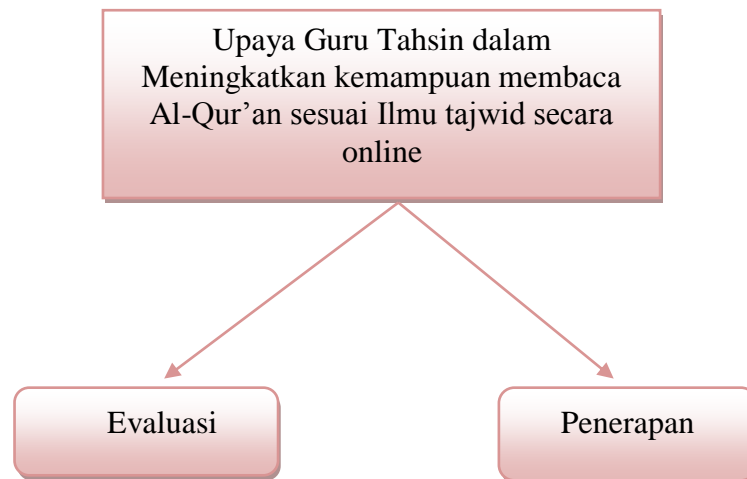 Upaya Guru Tahsin dalam
Meningkatkan kemampuan membaca
Al-Qur’an sesuai Ilmu tajwid secara
online
Evaluasi
Penerapan